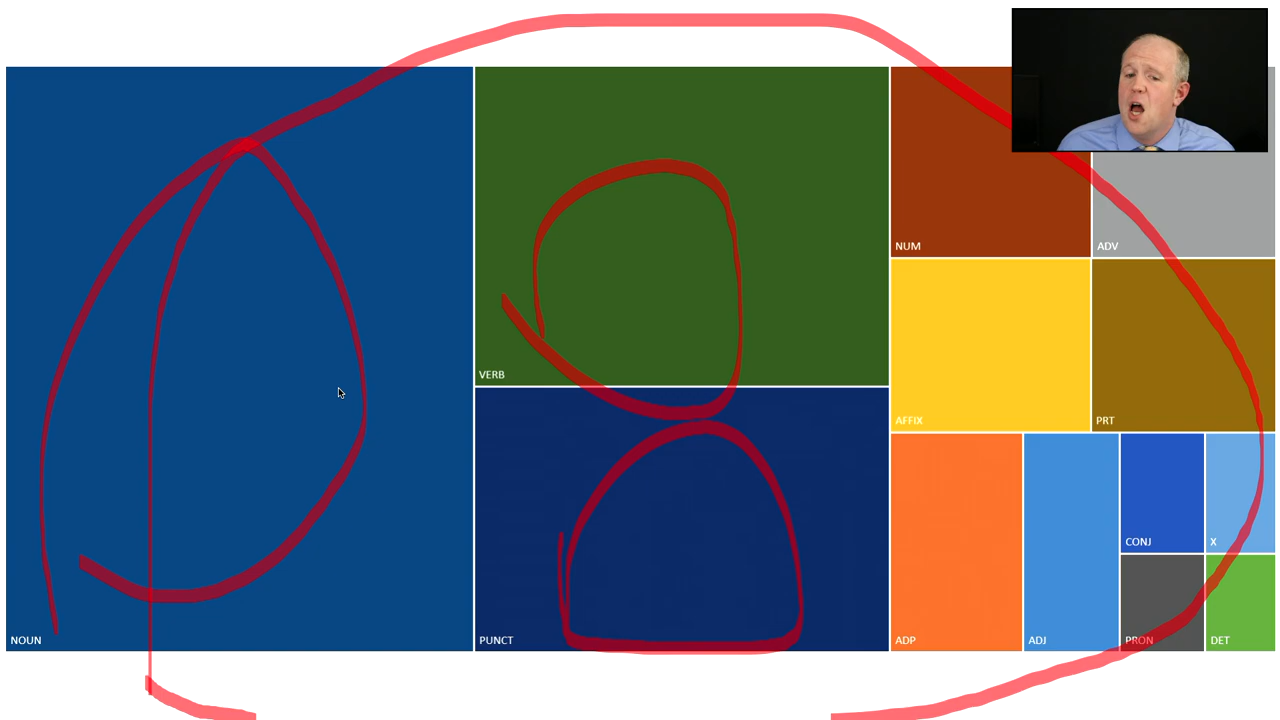 NUM
ADV
VERB
AFFIX
PRT
CONJ
X
NOUN
PUNCT
ADP
ADJ
PRON
DET